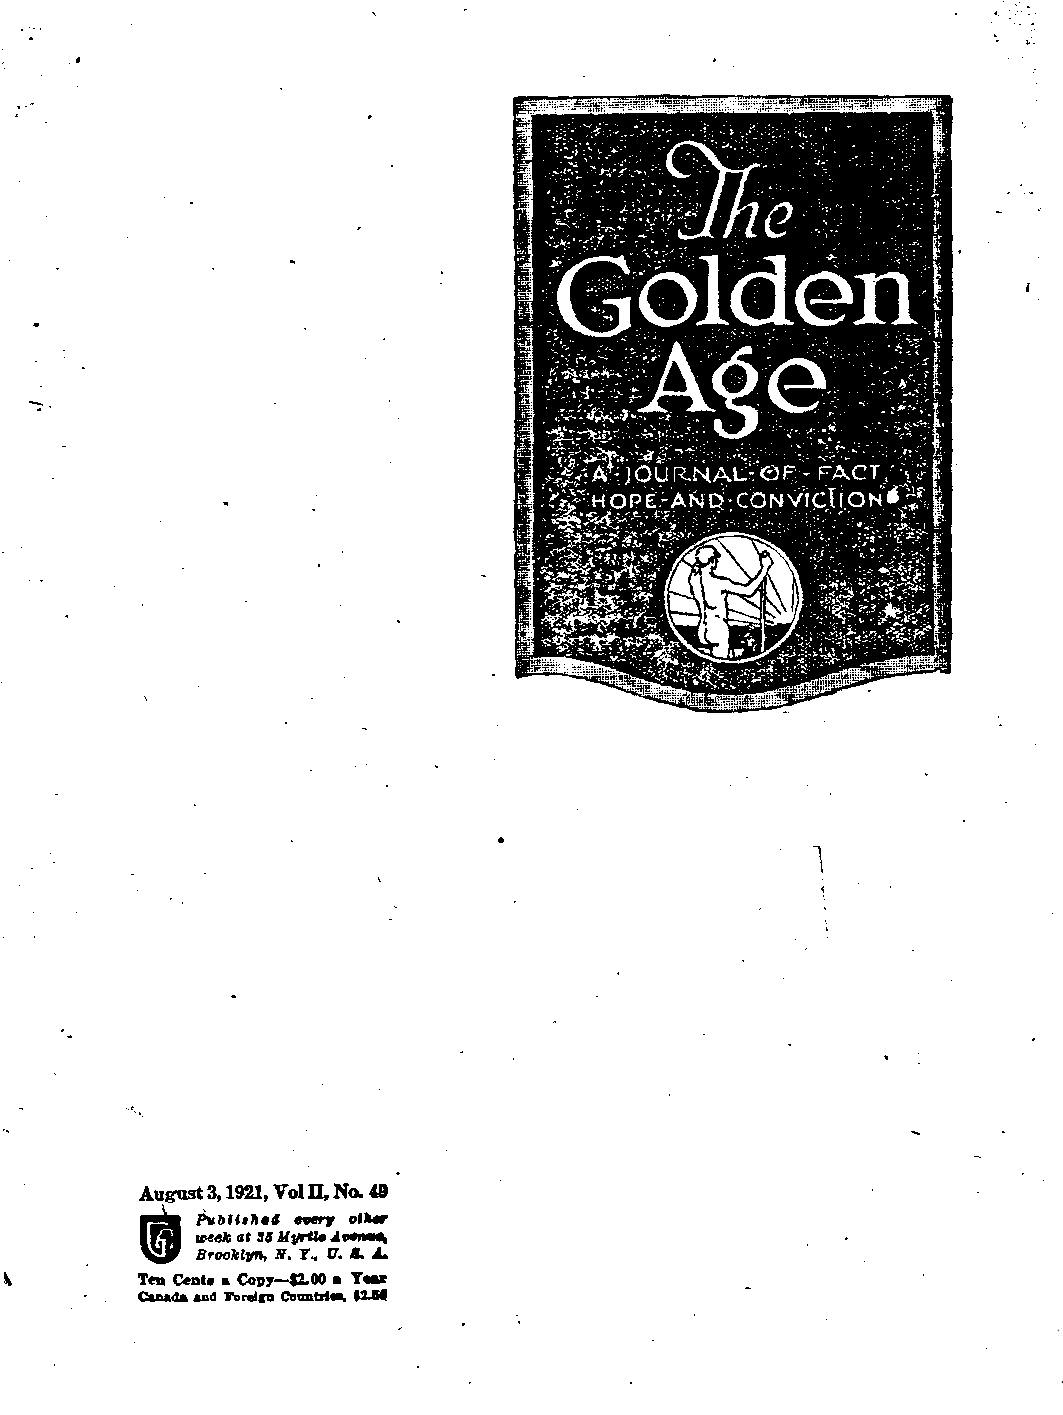 The
Golden
Age
A·JOURNAL·OF·FACT
HOPE·AND·CONVICTION
August 3, 1921, Vol II, No. 49
Published every other
week at 35 Myrtle Avenue,
Brooklyn, N. Y., U. S. A.
Ten Cents a Copy—$2.00 a Year
Canada and Foreign Countries, $2.50